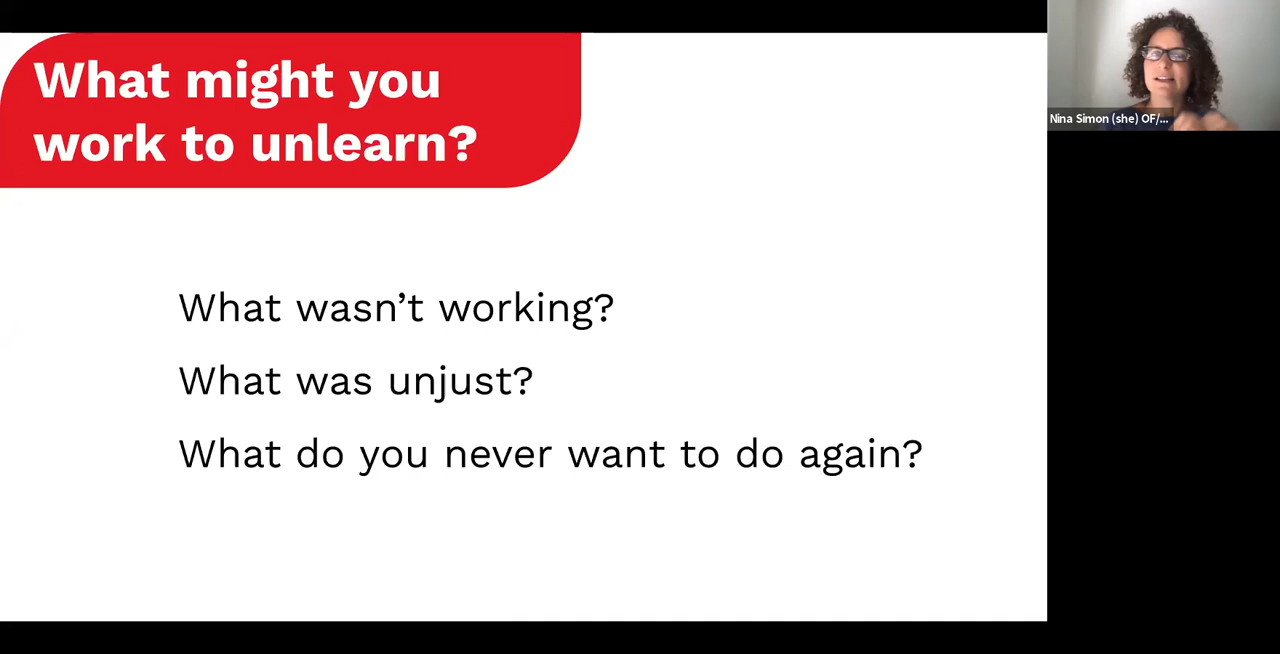 What might you
work to unlearn?
What wasn’t working?
What was unjust?
What do you never want to do again?
Nina Simon (she) OF/...